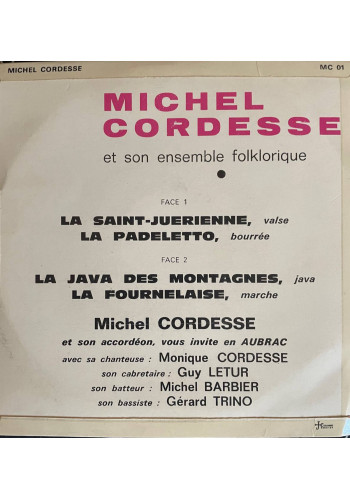 MICHEL CORDESSE MC 01
MICHEL
CORDESSE
et son ensemble folklorique
FACE 1
LA SAINT-JUERIENNE, valse
LA PADELETTO, bourrée
FACE 2
LA JAVA DES MONTAGNES, java
LA FOURNELAISE, marche
Michel CORDESSE
et son accordéon, vous invite en AUBRAC
avec sa chanteuse : Monique CORDESSE
son cabretaire : Guy LETUR
son batteur : Michel BARBIER
son bassiste : Gérard TRINO